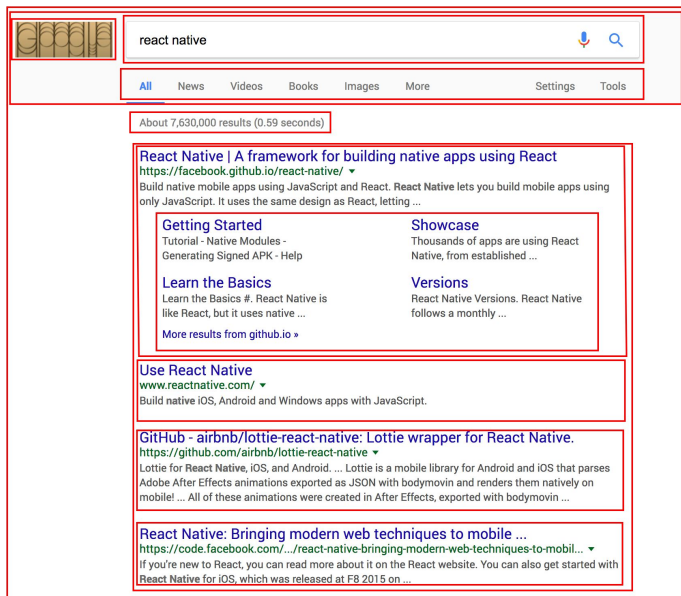 Google
react native
All News Videos Books Images More Settings Tools
About 7,630,000 results (0.59 seconds)
React Native | A framework for building native apps using React
https://facebook.github.io/react-native/
Build native mobile apps using JavaScript and React. React Native lets you build mobile apps using
only JavaScript. It uses the same design as React, letting ...
Getting Started
Tutorial - Native Modules -
Generating Signed APK - Help
Showcase
Thousands of apps are using React
Native, from established ...
Learn the Basics
Learn the Basics #. React Native is
like React, but it uses native ...
Versions
React Native Versions. React Native
follows a monthly ...
More results from github.io »
Use React Native
www.reactnative.com/
Build native iOS, Android and Windows apps with JavaScript.
GitHub - airbnb/lottie-react-native: Lottie wrapper for React Native.
https://github.com/airbnb/lottie-react-native
Lottie for React Native, iOS, and Android. ... Lottie is a mobile library for Android and iOS that parses
Adobe After Effects animations exported as JSON with bodymovin and renders them natively on
mobile! ... All of these animations were created in After Effects, exported with bodymovin ...
React Native: Bringing modern web techniques to mobile ...
https://code.facebook.com/.../react-native-bringing-modern-web-techniques-to-mobil...
If you're new to React, you can read more about it on the React website. You can also get started with
React Native for iOS, which was released at F8 2015 on ...